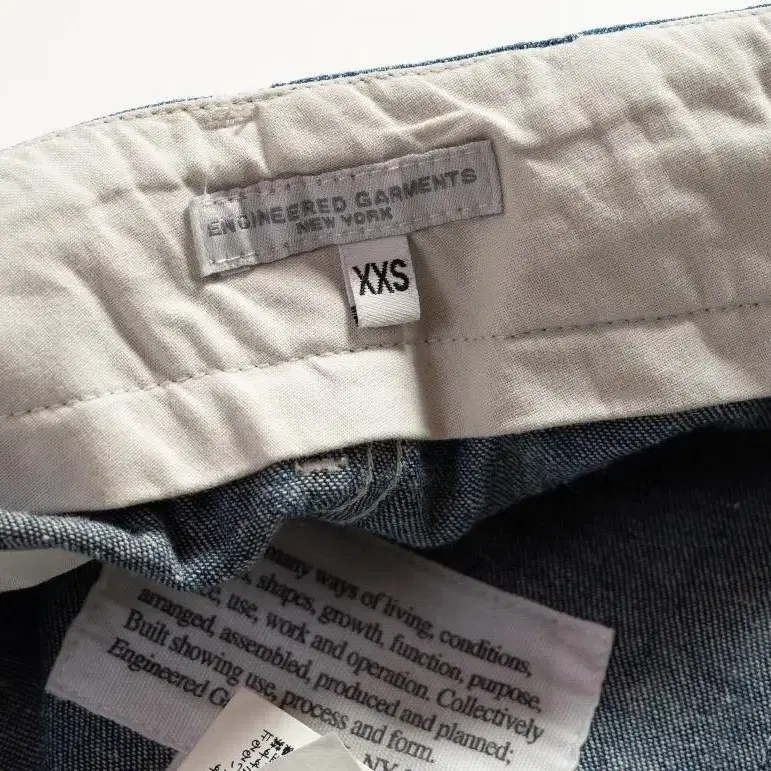 ENGINEERED GARMENTS
NEW YORK
XXS
many ways of living, conditions,
shapes, growth, function, purpose,
use, work and operation. Collectively
arranged, assembled, produced and planned;
Built showing use, process and form.
Engineered
NY